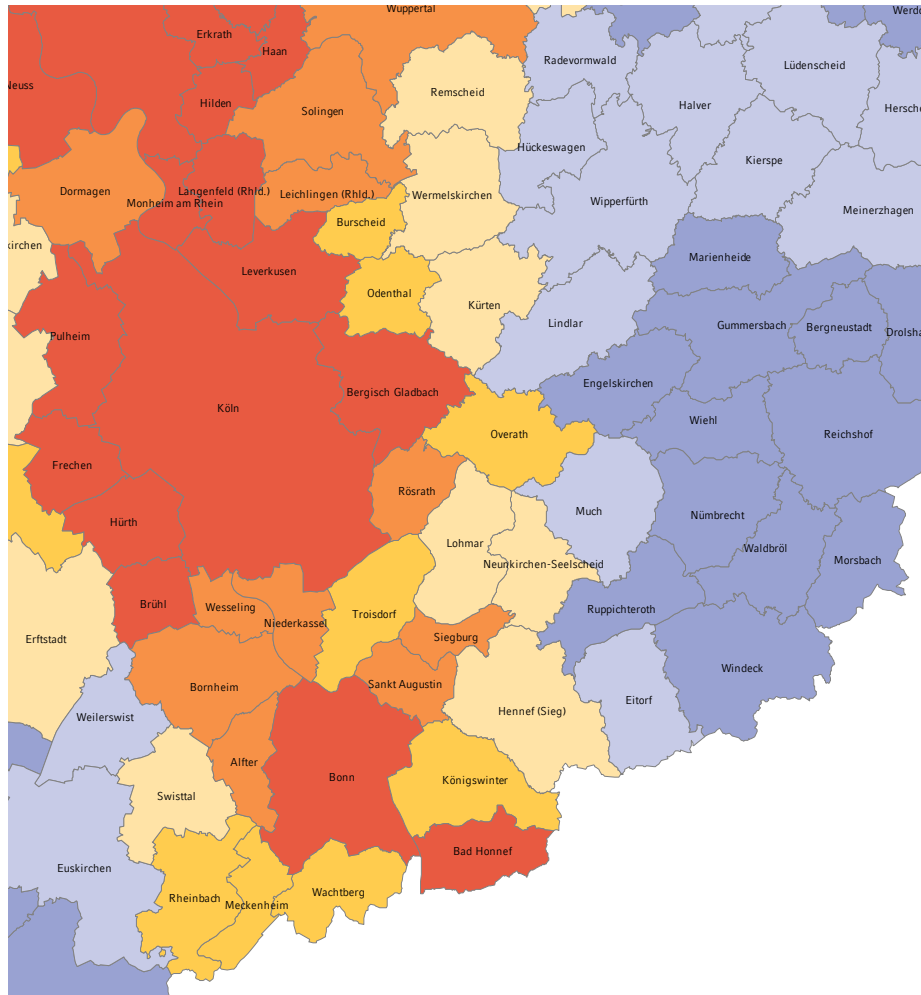 Wuppertal
Werdo
Erkrath
Haan
Radevormwald
Lüdenscheid
Neuss
Remscheid
Hilden
Solingen
Halver
Hersche
Hückeswagen
Kierspe
Dormagen
Langenfeld (Rhld.)
Leichlingen (Rhld.)
Wermelskirchen
Monheim am Rhein
Wipperfürth
Meinerzhagen
Burscheid
kirchen
Marienheide
Leverkusen
Odenthal
Kürten
Lindlar
Gummersbach
Bergneustadt
Drolsha
Pulheim
Engelskirchen
Bergisch Gladbach
Köln
Wiehl
Overath
Reichshof
Frechen
Rösrath
Much
Nümbrecht
Hürth
Lohmar
Waldbröl
Neunkirchen-Seelscheid
Morsbach
Brühl
Wesseling
Ruppichteroth
Troisdorf
Niederkassel
Siegburg
Erftstadt
Windeck
Sankt Augustin
Bornheim
Eitorf
Hennef (Sieg)
Weilerswist
Alfter
Bonn
Königswinter
Swisttal
Bad Honnef
Euskirchen
Wachtberg
Rheinbach
Meckenheim